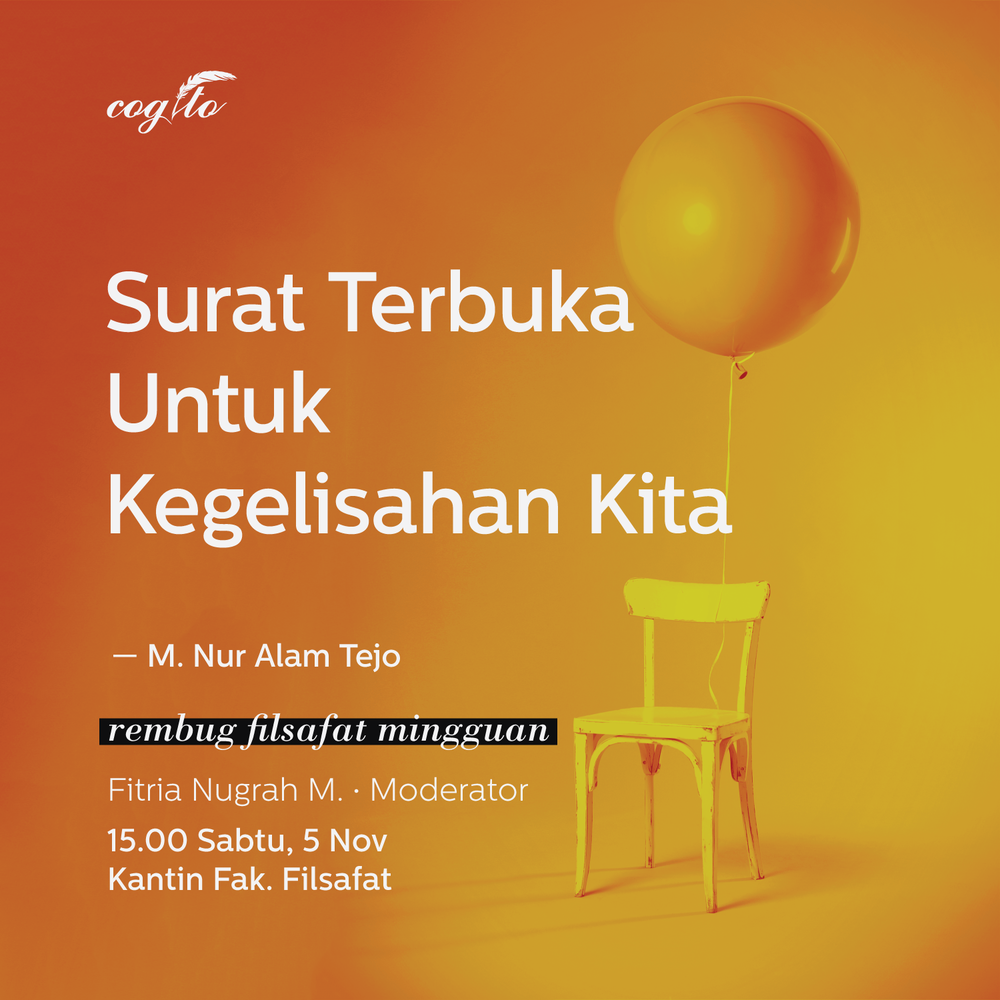 cogito
Surat Terbuka
Untuk
Kegelisahan Kita
— M. Nur Alam Tejo
rembug filsafat mingguan
Fitria Nugrah M. · Moderator
15.00 Sabtu, 5 Nov
Kantin Fak. Filsafat